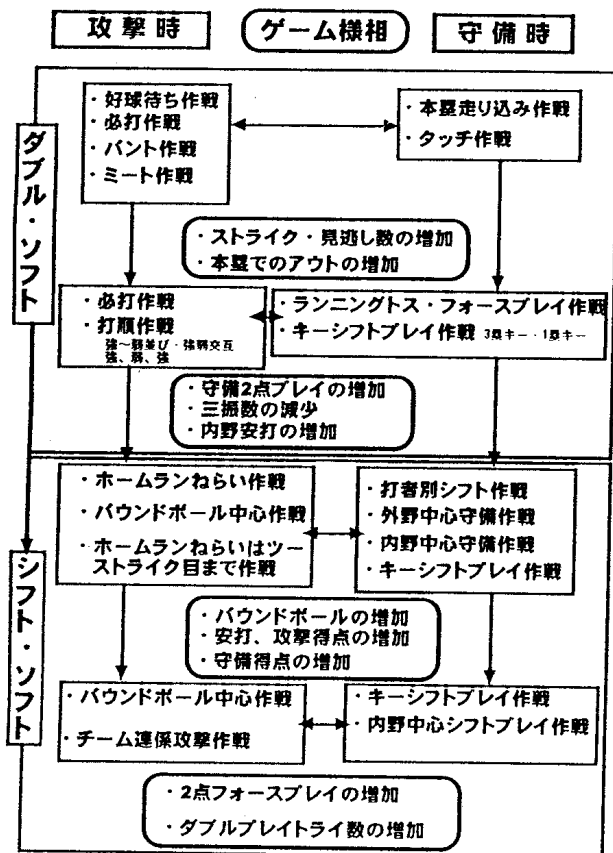 攻撃時
ゲーム様相
守備時
ダブル・ソフト
・好球待ち作戦
・必打作戦
・バント作戦
・ミート作戦
・本塁走り込み作戦
・タッチ作戦
・ストライク・見逃し数の増加
・本塁でのアウトの増加
・必打作戦
・打順作戦
強〜弱並び・強弱交互
強、弱、強
・ランニングトス・フォースプレイ作戦
・キーシフトプレイ作戦 3塁キー・1塁キー
・守備2点プレイの増加
・三振数の減少
・内野安打の増加
シフト・ソフト
・ホームランねらい作戦
・バウンドボール中心作戦
・ホームランねらいはツー
ストライク目まで作戦
・打者別シフト作戦
・外野中心守備作戦
・内野中心守備作戦
・キーシフトプレイ作戦
・バウンドボールの増加
・安打、攻撃得点の増加
・守備得点の増加
・バウンドボール中心作戦
・チーム連係攻撃作戦
・キーシフトプレイ作戦
・内野中心シフトプレイ作戦
・2点フォースプレイの増加
・ダブルプレイトライ数の増加